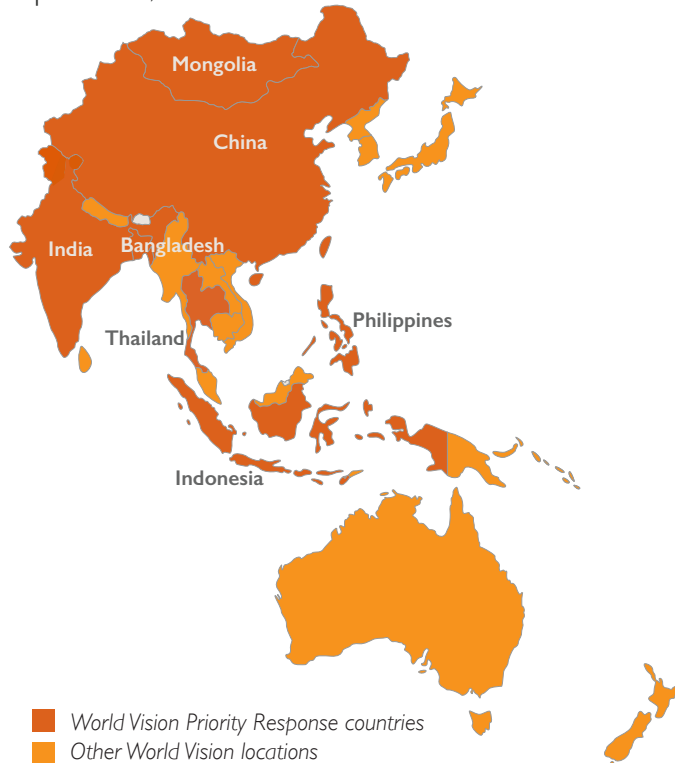 Mongolia
China
India
Bangladesh
Thailand
Philippines
Indonesia
World Vision Priority Response countries
Other World Vision locations